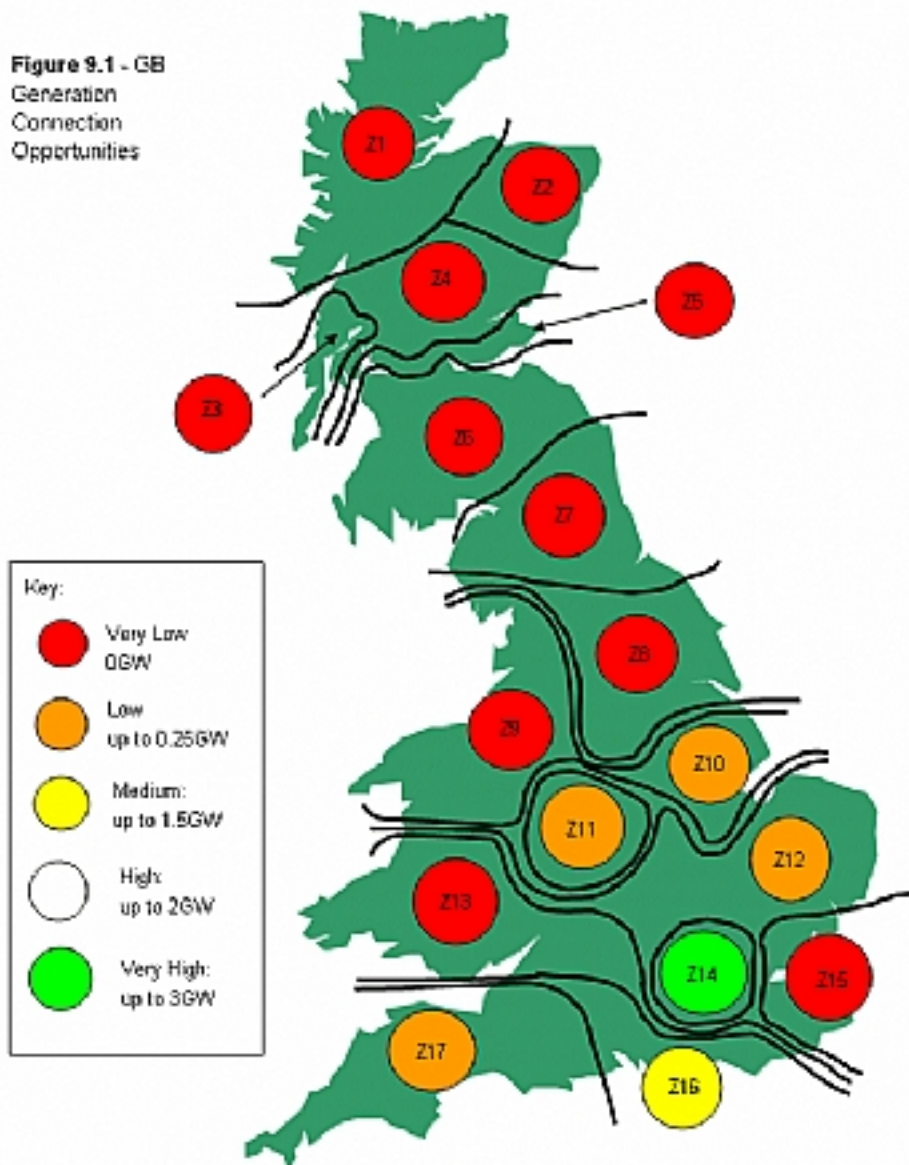 Figure 9.1 - GB
Generation
Connection
Opportunities
Z1
Z2
Z4
Z5
Z3
Z6
Z7
Key:
Very Low
0GW
Z8
Low
up to 0.25GW
Z9
Z10
Medium:
up to 1.5GW
Z11
Z12
High:
up to 2GW
Z13
Very High:
up to 3GW
Z14
Z15
Z17
Z16